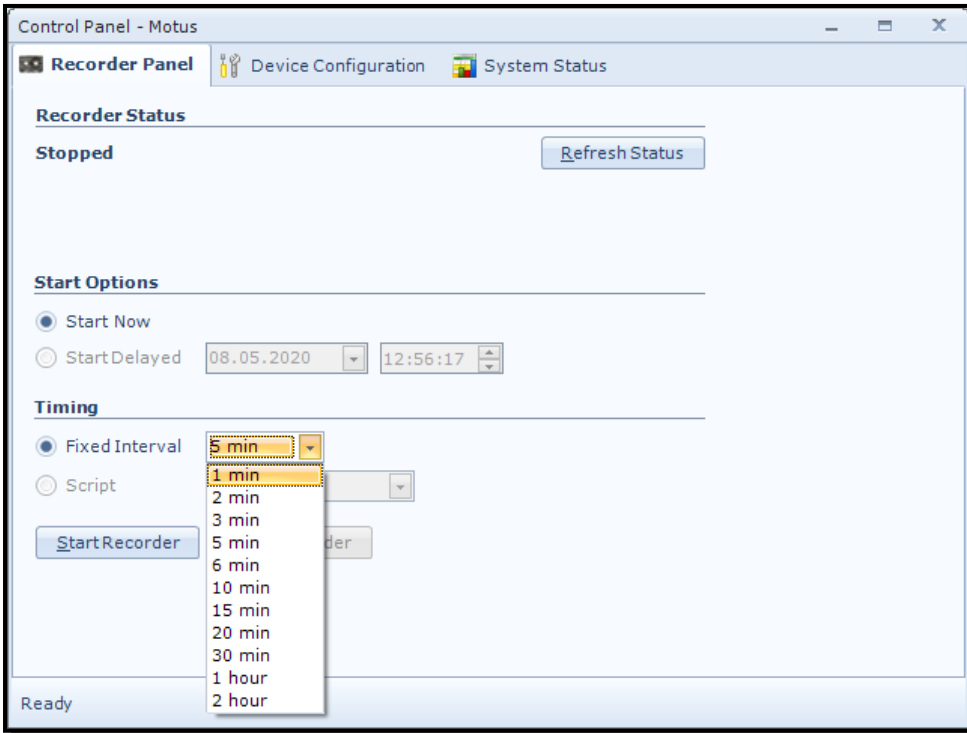 Control Panel - Motus
Recorder Panel Device Configuration System Status
Recorder Status
Stopped Refresh Status
Start Options
Start Now
Start Delayed 08.05.2020 12:56:17
Timing
Fixed Interval 5 min
1 min
Script
2 min
3 min
Start Recorder 5 min der
6 min
10 min
15 min
20 min
30 min
1 hour
2 hour
Ready